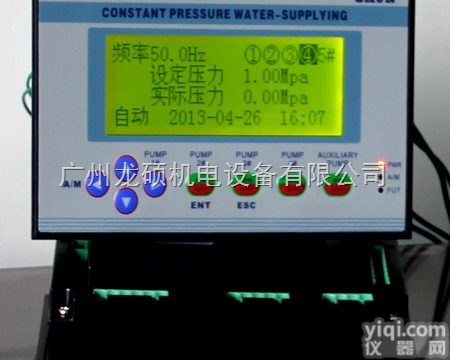 CONSTANT PRESSURE WATER-SUPPLYING
频率50.0Hz ①②③④5#
设定压力 1.00Mpa
实际压力 0.00Mpa
自动 2013-04-26 16:07
广州龙硕机电设备有限公司
PUMP PUMP PUMP PUMP AUXILIARY
A/M
PWR
A/M
FUT
ENT ESC
yiqi.com
仪器网